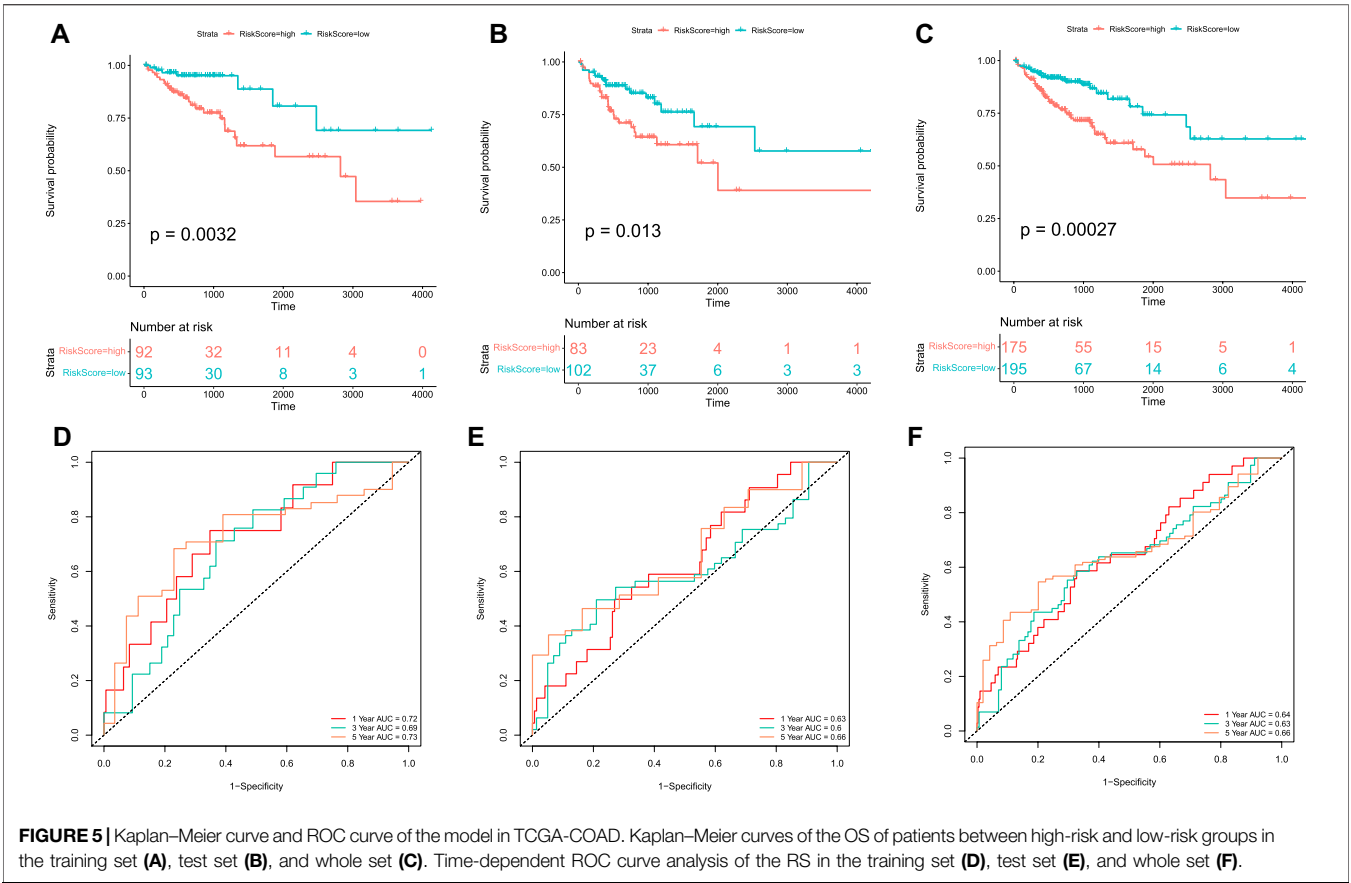 A
Strata RiskScore=high RiskScore=low
Survival probability
1.00
0.75
0.50
0.25
0.00
p = 0.0032
0 1000 2000 3000 4000
Time
Number at risk
Strata
RiskScore=high 92 32 11 4 0
RiskScore=low 93 30 8 3 1
0 1000 2000 3000 4000
Time
B
Strata RiskScore=high RiskScore=low
Survival probability
1.00
0.75
0.50
0.25
0.00
p = 0.013
0 1000 2000 3000 4000
Time
Number at risk
Strata
RiskScore=high 83 23 4 1 1
RiskScore=low 102 37 6 3 3
0 1000 2000 3000 4000
Time
C
Strata RiskScore=high RiskScore=low
Survival probability
1.00
0.75
0.50
0.25
0.00
p = 0.00027
0 1000 2000 3000 4000
Time
Number at risk
Strata
RiskScore=high 175 55 15 5 1
RiskScore=low 195 67 14 6 4
0 1000 2000 3000 4000
Time
D
Sensitivity
1.0
0.8
0.6
0.4
0.2
0.0
1 Year AUC = 0.72
3 Year AUC = 0.69
5 Year AUC = 0.73
0.0 0.2 0.4 0.6 0.8 1.0
1−Specificity
E
Sensitivity
1.0
0.8
0.6
0.4
0.2
0.0
1 Year AUC = 0.63
3 Year AUC = 0.6
5 Year AUC = 0.66
0.0 0.2 0.4 0.6 0.8 1.0
1−Specificity
F
Sensitivity
1.0
0.8
0.6
0.4
0.2
0.0
1 Year AUC = 0.64
3 Year AUC = 0.63
5 Year AUC = 0.66
0.0 0.2 0.4 0.6 0.8 1.0
1−Specificity
FIGURE 5 | Kaplan–Meier curve and ROC curve of the model in TCGA-COAD. Kaplan–Meier curves of the OS of patients between high-risk and low-risk groups in
the training set (A), test set (B), and whole set (C). Time-dependent ROC curve analysis of the RS in the training set (D), test set (E), and whole set (F).